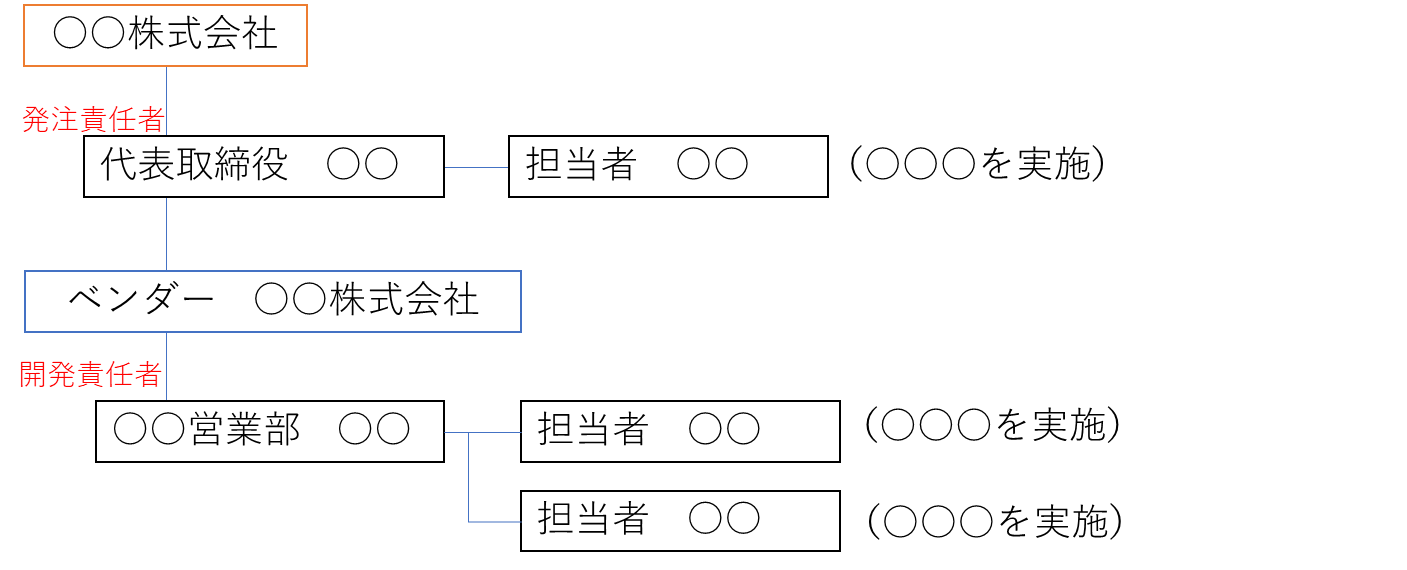 ○○株式会社
発注責任者
代表取締役　○○
担当者　○○
（○○○を実施）
ベンダー　○○株式会社
開発責任者
○○営業部　○○
担当者　○○
（○○○を実施）
担当者　○○
（○○○を実施）